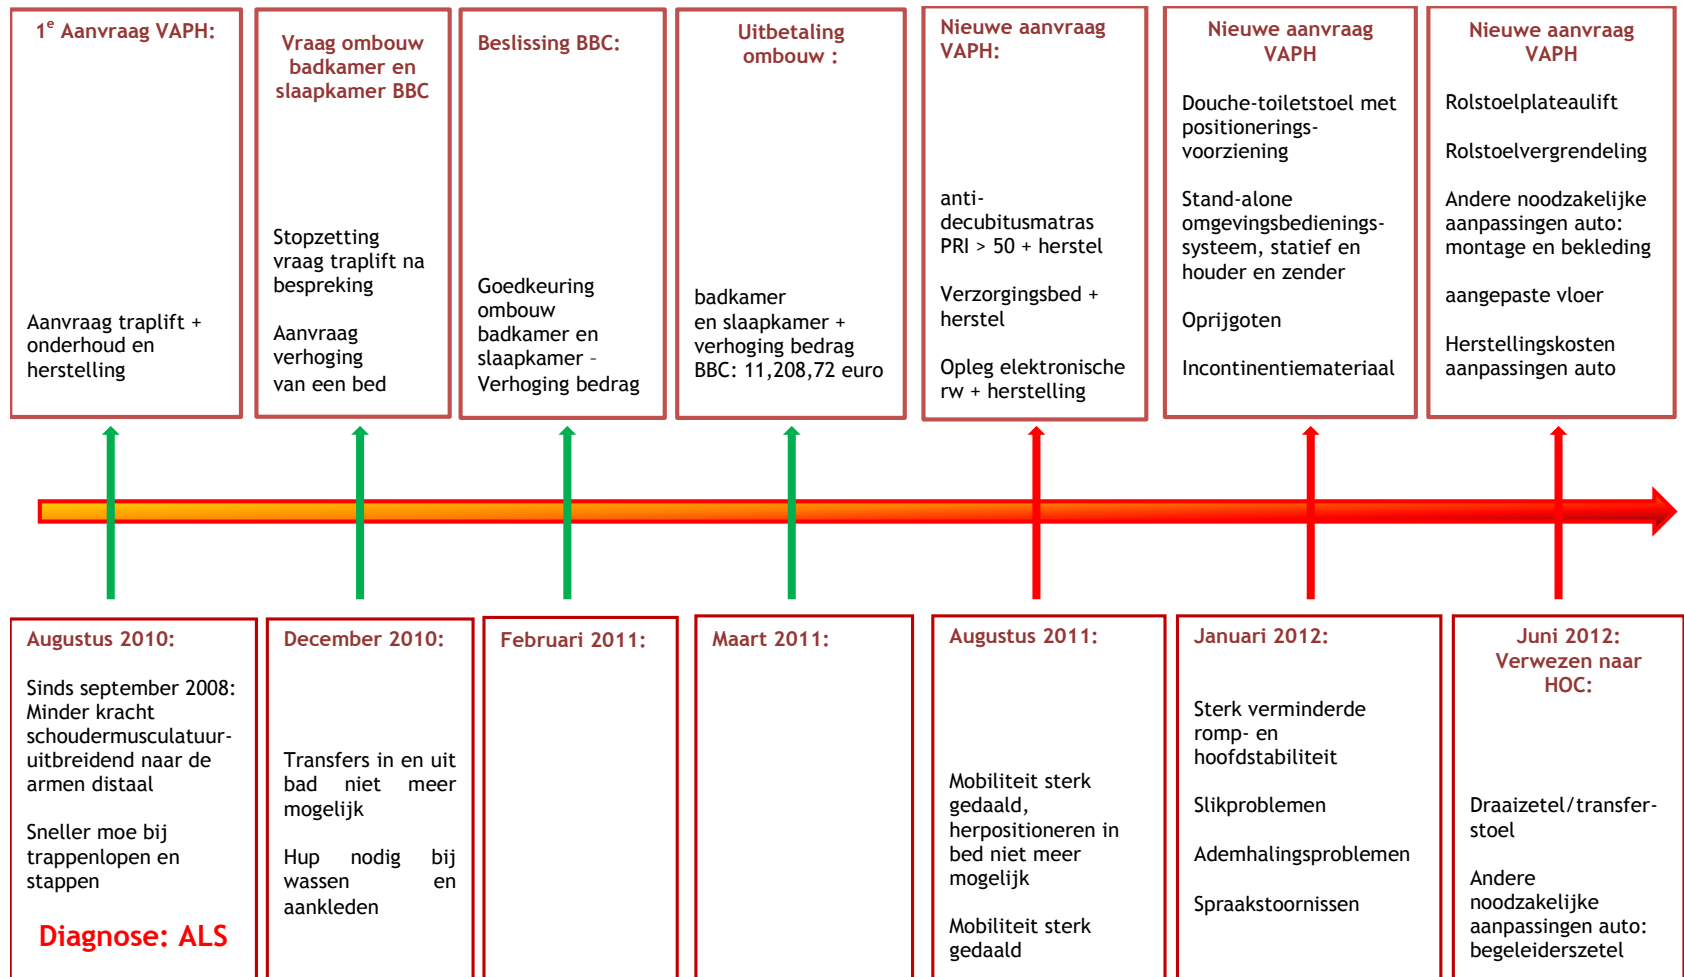 1e Aanvraag VAPH:
Aanvraag traplift +
onderhoud en
herstelling
Vraag ombouw
badkamer en
slaapkamer BBC
Stopzetting
vraag traplift na
bespreking
Aanvraag
verhoging
van een bed
Beslissing BBC:
Goedkeuring
ombouw
badkamer en
slaapkamer –
Verhoging bedrag
Uitbetaling
ombouw :
badkamer
en slaapkamer +
verhoging bedrag
BBC: 11,208,72 euro
Nieuwe aanvraag
VAPH:
anti-
decubitusmatras
PRI > 50 + herstel
Verzorgingsbed +
herstel
Opleg elektronische
rw + herstelling
Nieuwe aanvraag
VAPH
Douche-toiletstoel met
positionerings-
voorziening
Stand-alone
omgevingsbedienings-
systeem, statief en
houder en zender
Oprijgoten
Incontinentiemateriaal
Nieuwe aanvraag
VAPH
Rolstoelplateaulift
Rolstoelvergrendeling
Andere noodzakelijke
aanpassingen auto:
montage en bekleding
aangepaste vloer
Herstellingskosten
aanpassingen auto
Augustus 2010:
Sinds september 2008:
Minder kracht
schoudermusculatuur-
uitbreidend naar de
armen distaal
Sneller moe bij
trappenlopen en
stappen
Diagnose: ALS
December 2010:
Transfers in en uit
bad niet meer
mogelijk
Hup nodig bij
wassen en
aankleden
Februari 2011:
Maart 2011:
Augustus 2011:
Mobiliteit sterk
gedaald,
herpositioneren in
bed niet meer
mogelijk
Mobiliteit sterk
gedaald
Januari 2012:
Sterk verminderde
romp- en
hoofdstabiliteit
Slikproblemen
Ademhalingsproblemen
Spraakstoornissen
Juni 2012:
Verwezen naar
HOC:
Draaizetel/transfer-
stoel
Andere
noodzakelijke
aanpassingen auto:
begeleiderszetel